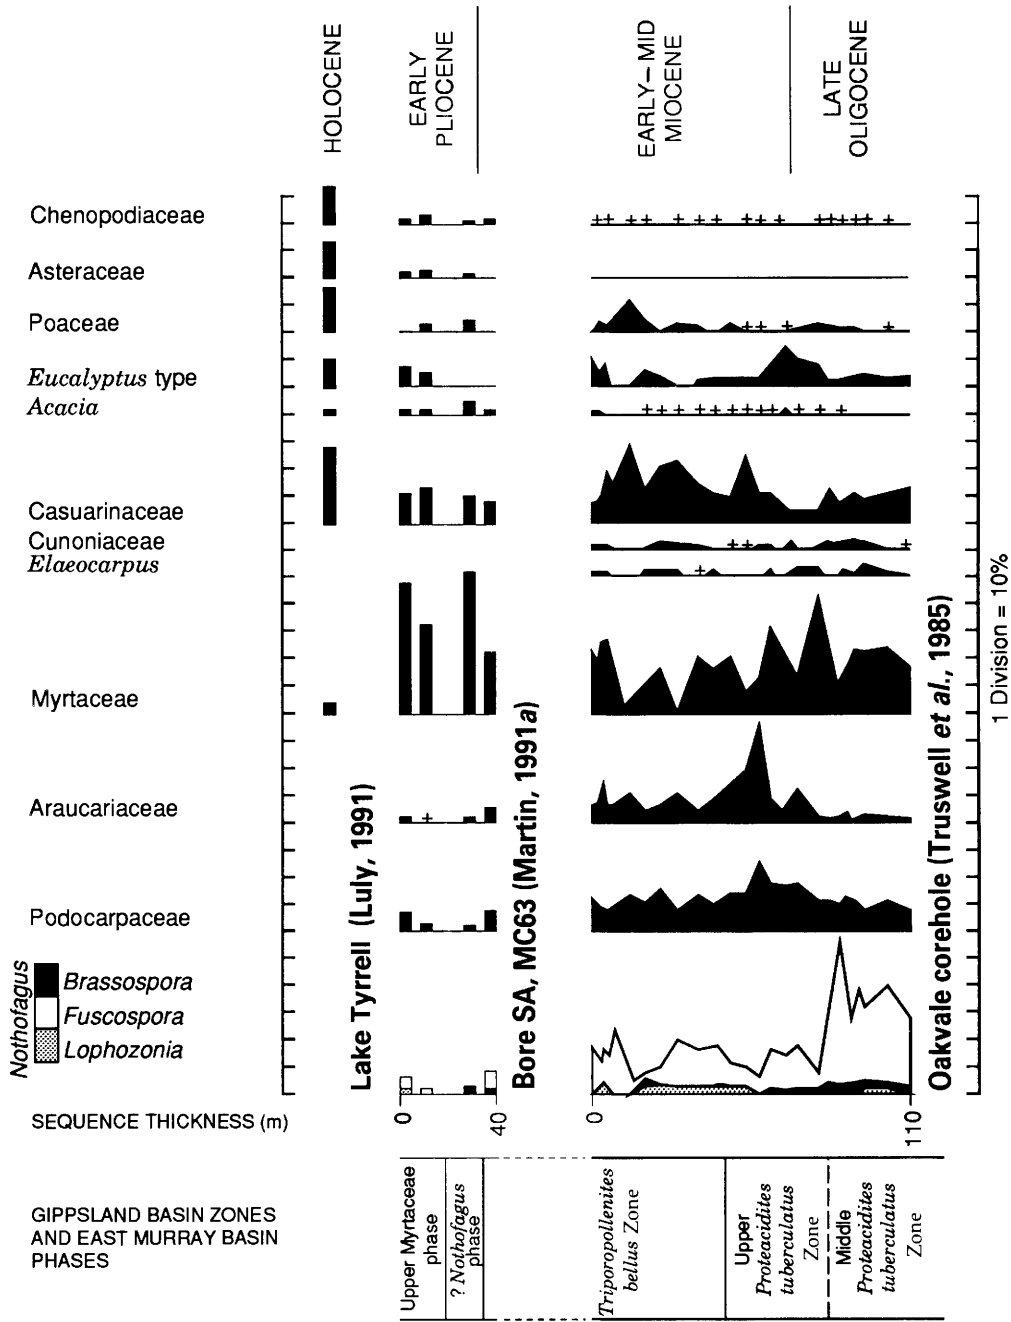 HOLOCENE
EARLY
PLIOCENE
EARLY–MID
MIOCENE
LATE
OLIGOCENE
Chenopodiaceae
Asteraceae
Poaceae
Eucalyptus type
Acacia
Casuarinaceae
Cunoniaceae
Elaeocarpus
Myrtaceae
Araucariaceae
Podocarpaceae
Nothofagus
Brassospora
Fuscospora
Lophozonia
Lake Tyrrell (Luly, 1991)
Bore SA, MC63 (Martin, 1991a)
Oakvale corehole (Truswell et al., 1985)
1 Division = 10%
SEQUENCE THICKNESS (m)
0
40
0
110
GIPPSLAND BASIN ZONES
AND EAST MURRAY BASIN
PHASES
Upper Myrtaceae
phase
? Nothofagus
phase
Triporopollenites
bellus Zone
Upper
Proteacidites
tuberculatus
Zone
Middle
Proteacidites
tuberculatus
Zone